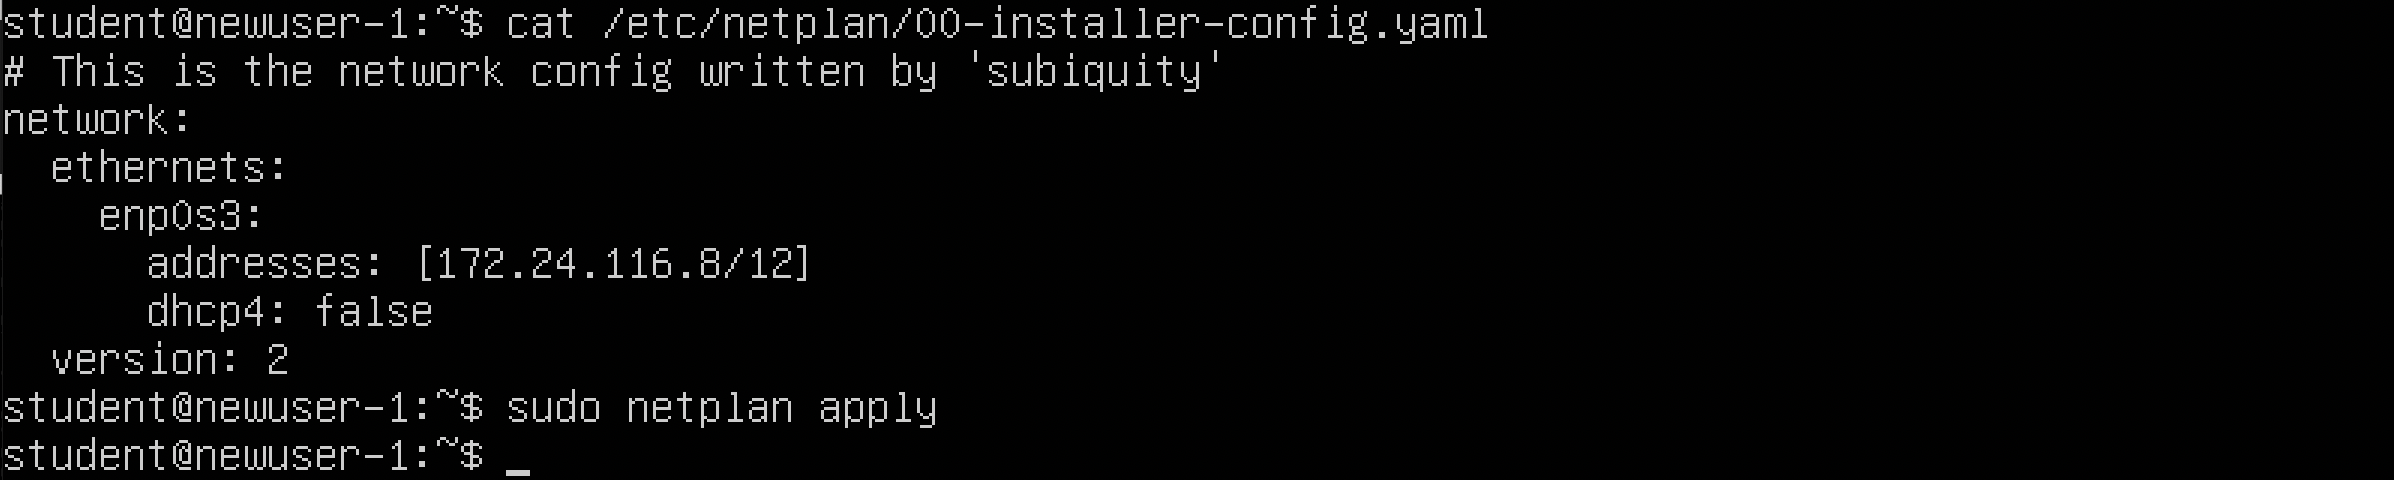 student@newuser-1:~$ cat /etc/netplan/00-installer-config.yaml
# This is the network config written by 'subiquity'
network:
  ethernets:
    enp0s3:
      addresses: [172.24.116.8/12]
      dhcp4: false
  version: 2
student@newuser-1:~$ sudo netplan apply
student@newuser-1:~$ _